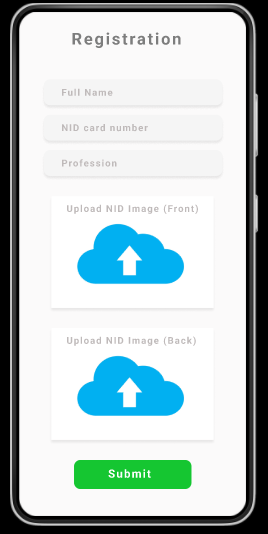 Registration
Full Name
NID card number
Profession
Upload NID Image (Front)
Upload NID Image (Back)
Submit